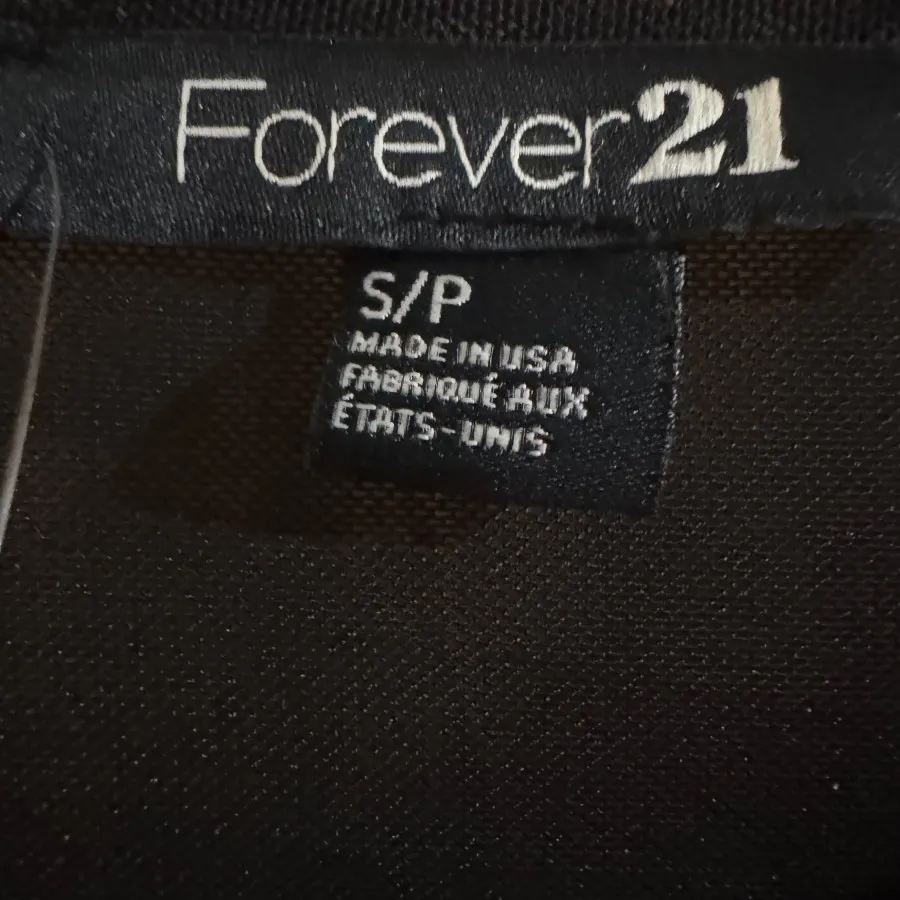 Forever21
S/P
MADE IN USA
FABRIQUÉ AUX
ÉTATS-UNIS